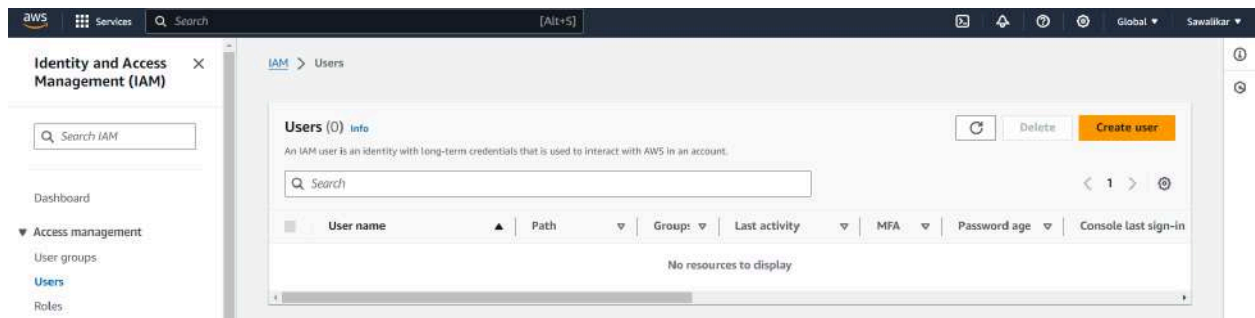 aws Services Search [Alt+S] Global Sawalikar
Identity and Access Management (IAM)
Search IAM
Dashboard
Access management
User groups
Users
Roles
IAM > Users
Users (0) Info
Delete
Create user
An IAM user is an identity with long-term credentials that is used to interact with AWS in an account.
Search
1
User name Path Groups Last activity MFA Password age Console last sign-in
No resources to display